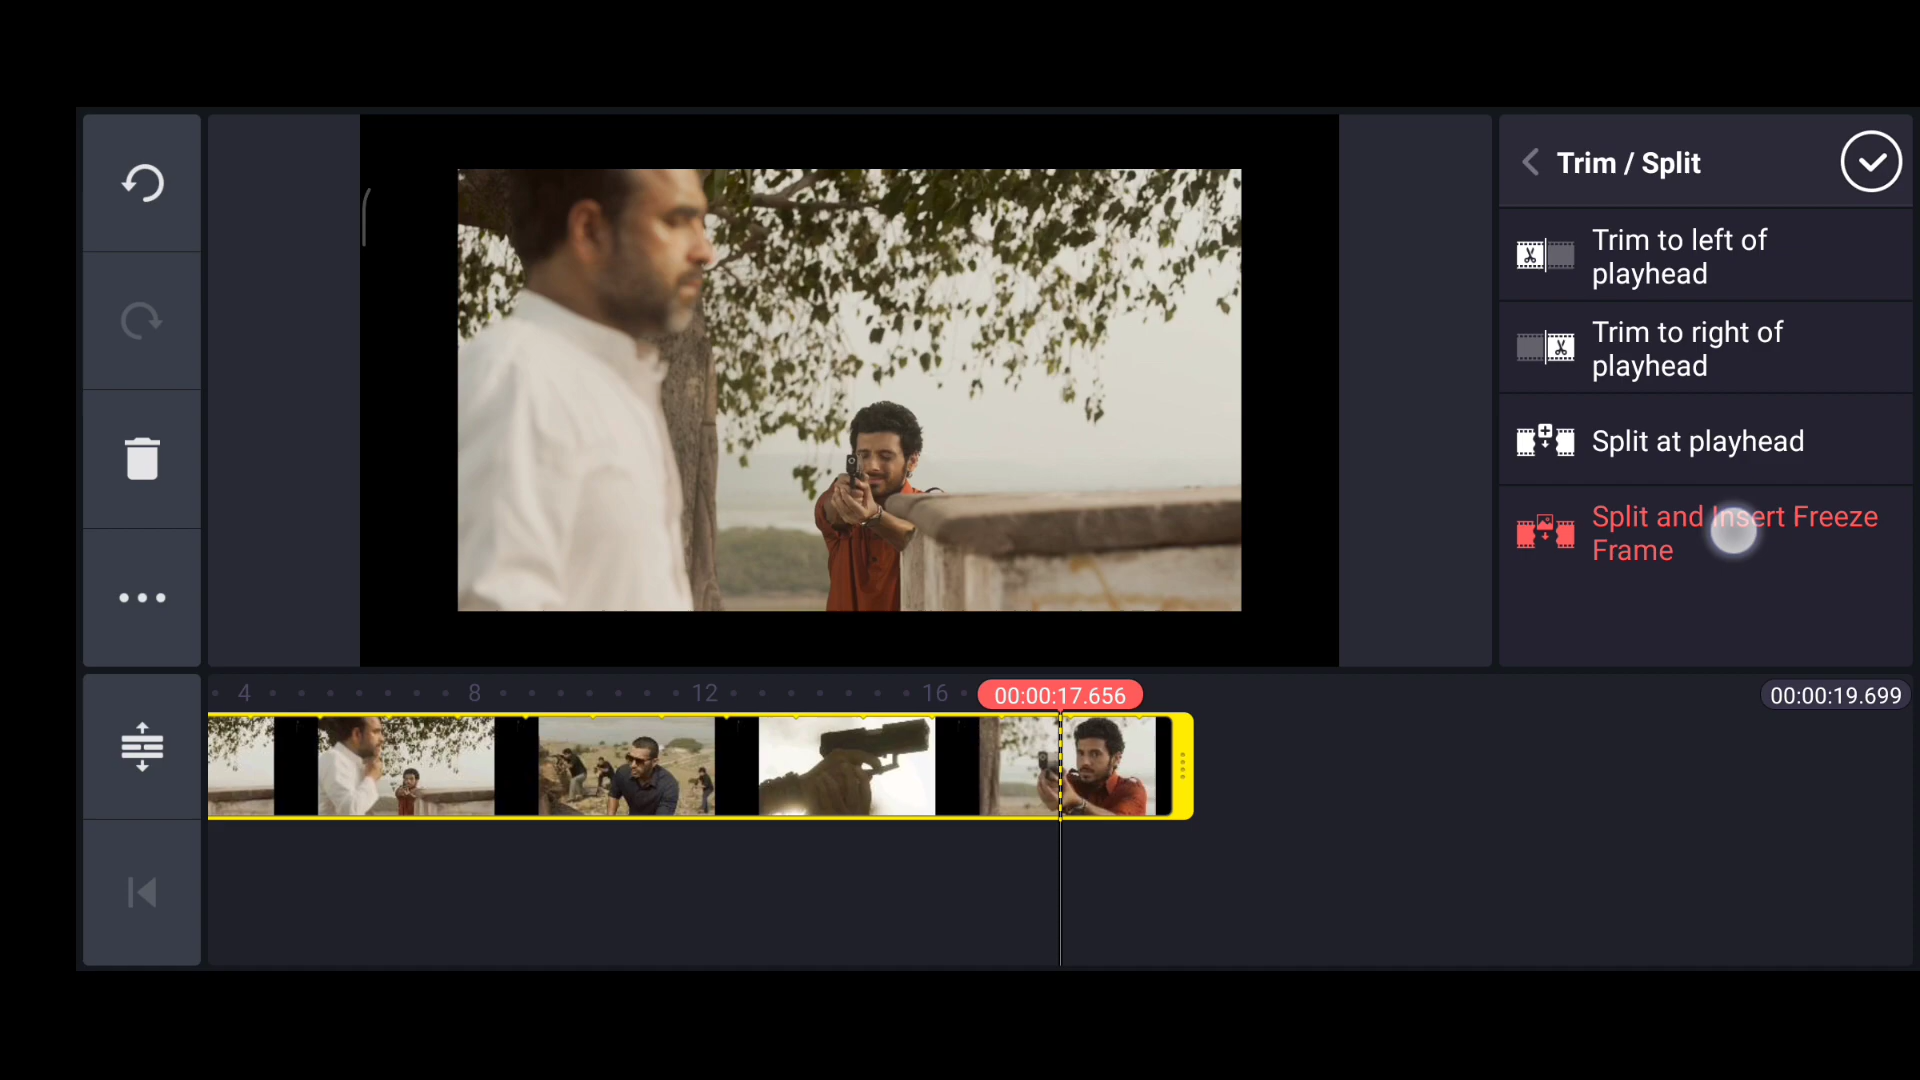 Trim / Split
Trim to left of
playhead
Trim to right of
playhead
Split at playhead
Split and Insert Freeze
Frame
4
8
12
16
00:00:17.656
00:00:19.699